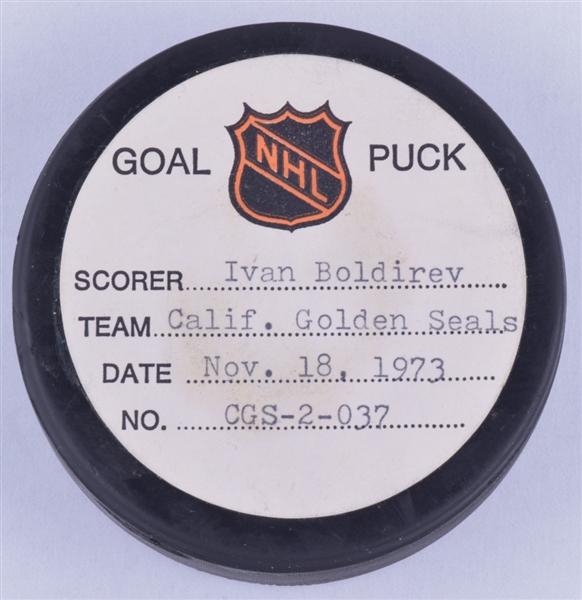 GOAL NHL PUCK
SCORER Ivan Boldirev
TEAM Calif. Golden Seals
DATE Nov. 18, 1973
NO. CGS-2-037